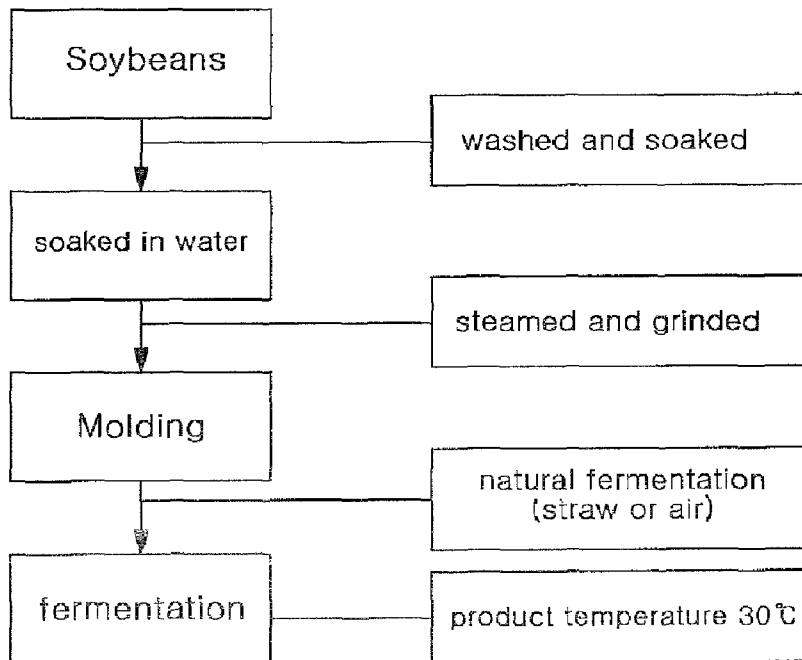 Soybeans
washed and soaked
soaked in water
steamed and grinded
Molding
natural fermentation
(straw or air)
fermentation
product temperature 30℃